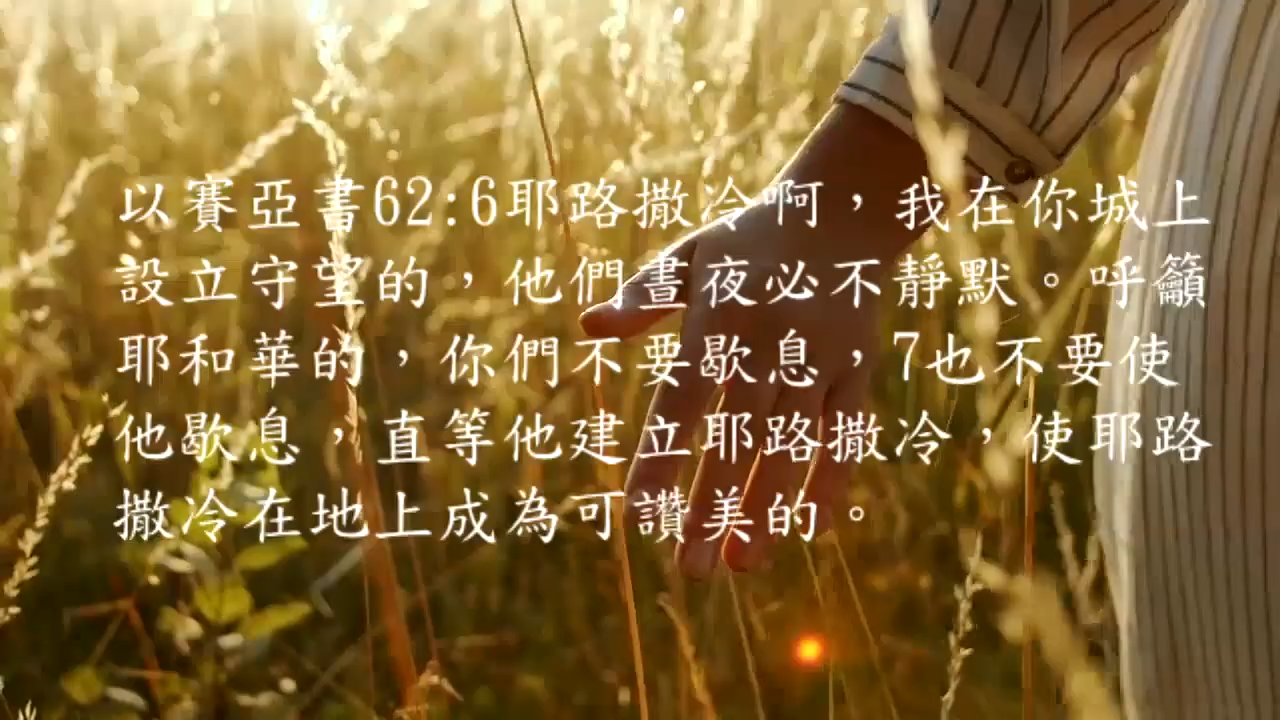 以賽亞書62:6耶路撒冷啊，我在你城上
設立守望的，他們晝夜必不靜默。呼籲
耶和華的，你們不要歇息，7也不要使
他歇息，直等他建立耶路撒冷，使耶路
撒冷在地上成為可讚美的。